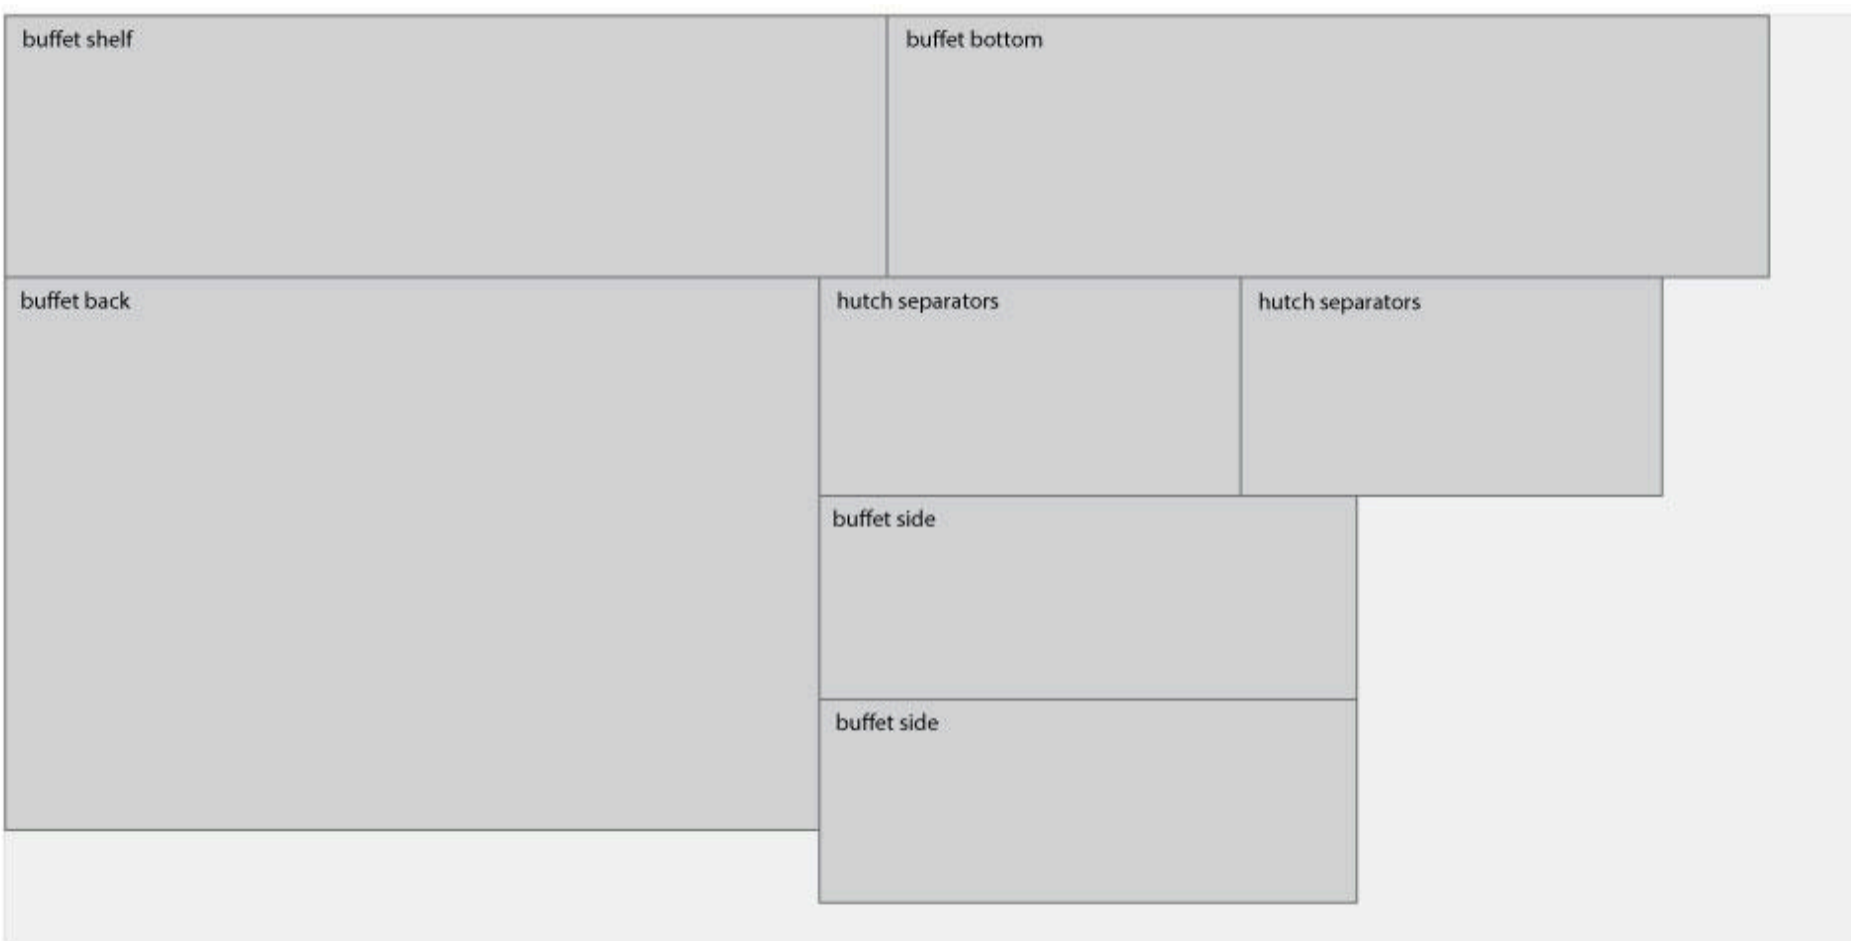 buffet shelf
buffet bottom
buffet back
hutch separators
hutch separators
buffet side
buffet side